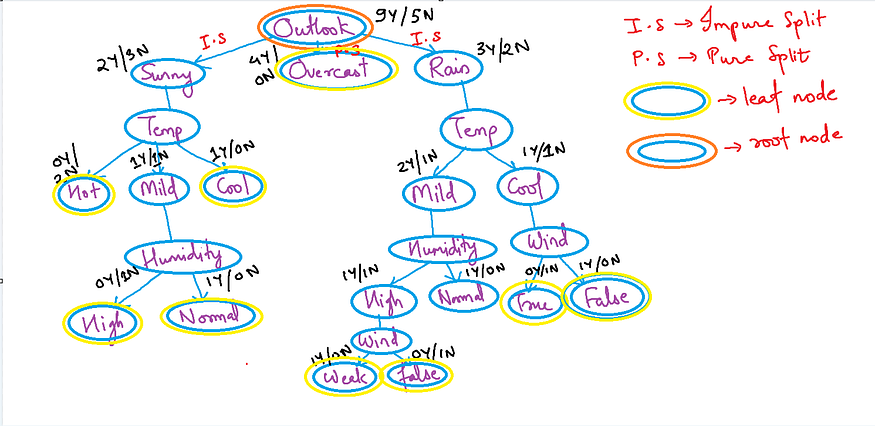 Outlook 9Y/5N
I.S → Impure Split
P.S → Pure Split
→ leaf node
→ root node
I.S P.S I.S
2Y/3N Sunny
4Y/0N Overcast
Rain 3Y/2N
Temp
Temp
0Y/2N Hot
1Y/1N Mild
1Y/0N Cool
2Y/1N Mild
1Y/1N Cool
Humidity
Humidity
Wind
0Y/1N High
1Y/0N Normal
1Y/1N High
1Y/0N Normal
0Y/1N True
1Y/0N False
Wind
1Y/0N Weak
0Y/1N False